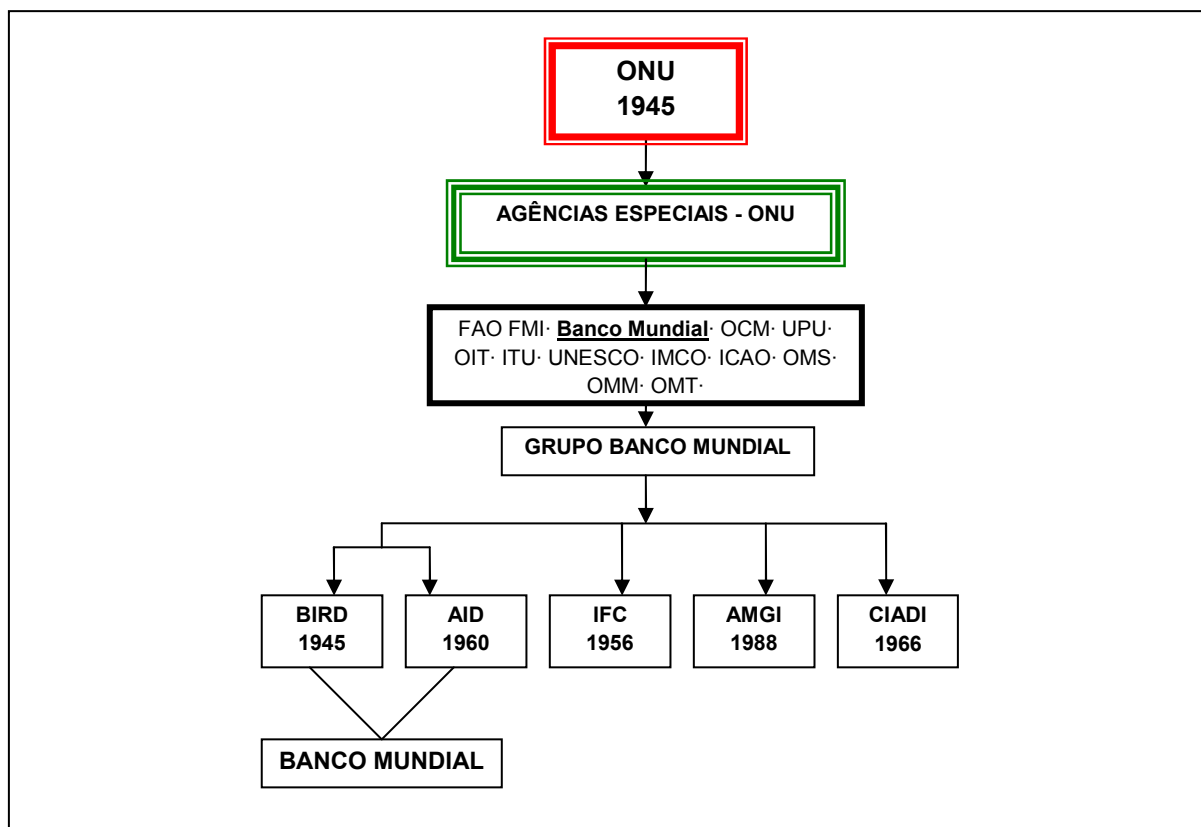 ONU
1945
AGÊNCIAS ESPECIAIS - ONU
FAO FMI· Banco Mundial· OCM· UPU·
OIT· ITU· UNESCO· IMCO· ICAO· OMS·
OMM· OMT·
GRUPO BANCO MUNDIAL
BIRD
1945
AID
1960
IFC
1956
AMGI
1988
CIADI
1966
BANCO MUNDIAL